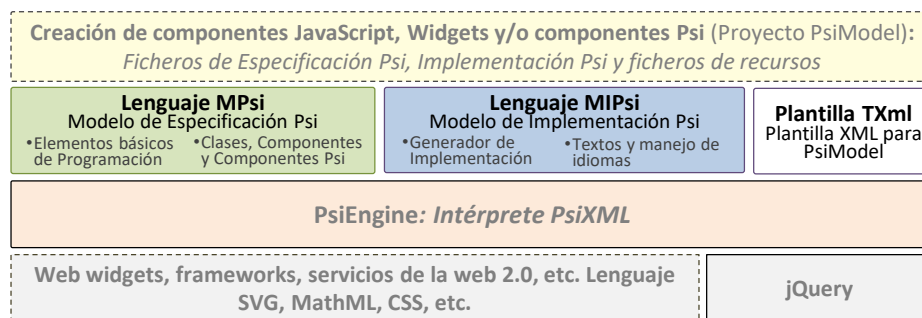 Creación de componentes JavaScript, Widgets y/o componentes Psi (Proyecto PsiModel):
Ficheros de Especificación Psi, Implementación Psi y ficheros de recursos
Lenguaje MPsi
Modelo de Especificación Psi
•Elementos básicos de Programación
•Clases, Componentes y Componentes Psi
Lenguaje MIPsi
Modelo de Implementación Psi
•Generador de Implementación
•Textos y manejo de idiomas
Plantilla TXml
Plantilla XML para
PsiModel
PsiEngine: Intérprete PsiXML
Web widgets, frameworks, servicios de la web 2.0, etc. Lenguaje
SVG, MathML, CSS, etc.
jQuery